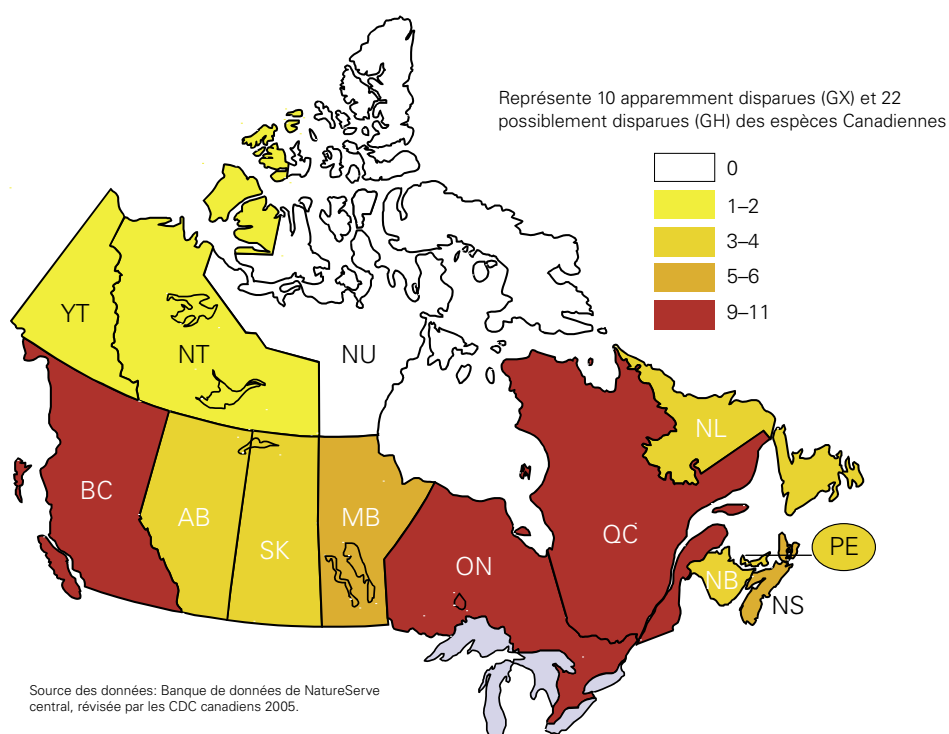 Représente 10 apparemment disparues (GX) et 22
possiblement disparues (GH) des espèces Canadiennes
0
1–2
3–4
5–6
9–11
YT
NT
NU
NL
BC
AB
SK
MB
ON
QC
PE
NB
NS
Source des données: Banque de données de NatureServe
central, révisée par les CDC canadiens 2005.